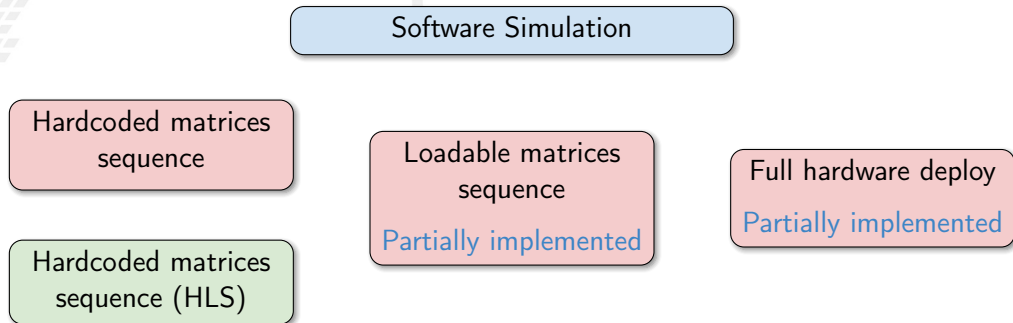 Software Simulation
Hardcoded matrices
sequence
Hardcoded matrices
sequence (HLS)
Loadable matrices
sequence
Partially implemented
Full hardware deploy
Partially implemented